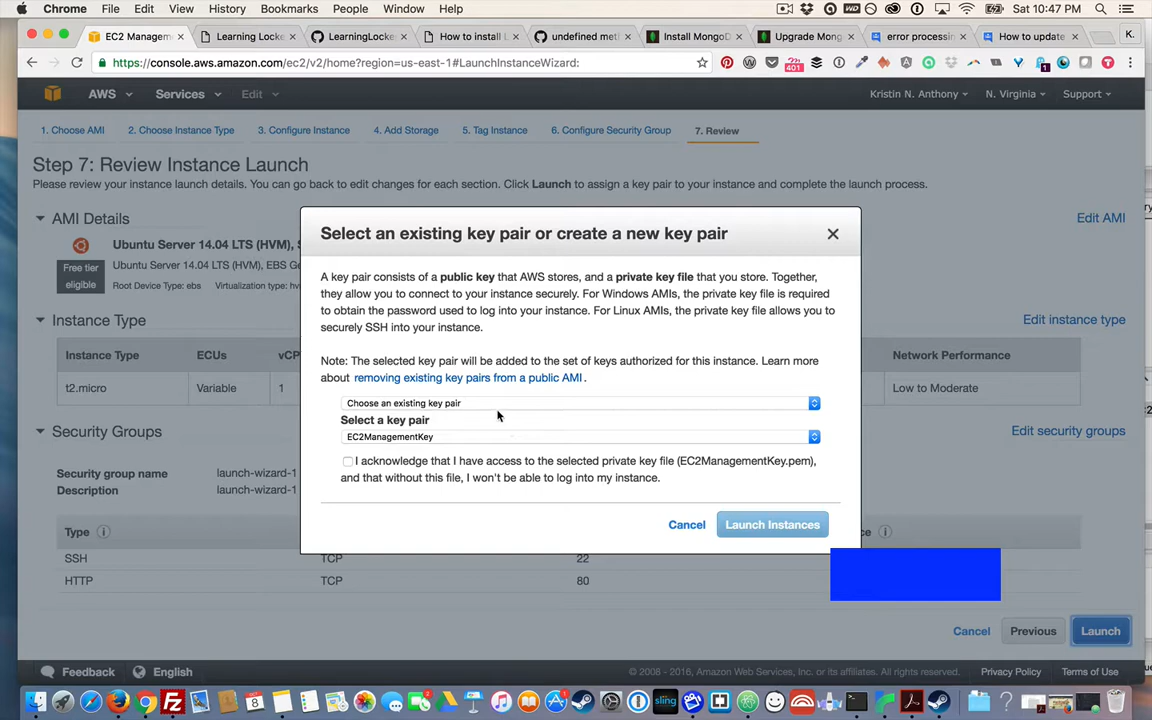 Chrome File Edit View History Bookmarks People Window Help Sat 10:47 PM
EC2 Managem Learning Locke LearningLocke How to install L undefined met Install MongoD Upgrade Mong error processin How to update K.
https://console.aws.amazon.com/ec2/v2/home?region=us-east-1#LaunchInstanceWizard:
401
AWS Services Edit Kristin N. Anthony N. Virginia Support
1. Choose AMI 2. Choose Instance Type 3. Configure Instance 4. Add Storage 5. Tag Instance 6. Configure Security Group 7. Review
Step 7: Review Instance Launch
Please review your instance launch details. You can go back to edit changes for each section. Click Launch to assign a key pair to your instance and complete the launch process.
AMI Details Edit AMI
Ubuntu Server 14.04 LTS (HVM), S
Free tier eligible
Ubuntu Server 14.04 LTS (HVM), EBS Ge
Root Device Type: ebs Virtualization type: hv
Instance Type Edit instance type
Instance Type ECUs vCP Network Performance
t2.micro Variable 1 Low to Moderate
Security Groups Edit security groups
Security group name launch-wizard-1
Description launch-wizard-1
Type
SSH TCP 22
HTTP TCP 80
Select an existing key pair or create a new key pair
A key pair consists of a public key that AWS stores, and a private key file that you store. Together,
they allow you to connect to your instance securely. For Windows AMIs, the private key file is required
to obtain the password used to log into your instance. For Linux AMIs, the private key file allows you to
securely SSH into your instance.
Note: The selected key pair will be added to the set of keys authorized for this instance. Learn more
about removing existing key pairs from a public AMI.
Choose an existing key pair
Select a key pair
EC2ManagementKey
I acknowledge that I have access to the selected private key file (EC2ManagementKey.pem),
and that without this file, I won't be able to log into my instance.
Cancel Launch Instances
Cancel Previous Launch
Feedback English © 2008 - 2016, Amazon Web Services, Inc. or its affiliates. All rights reserved. Privacy Policy Terms of Use
sling